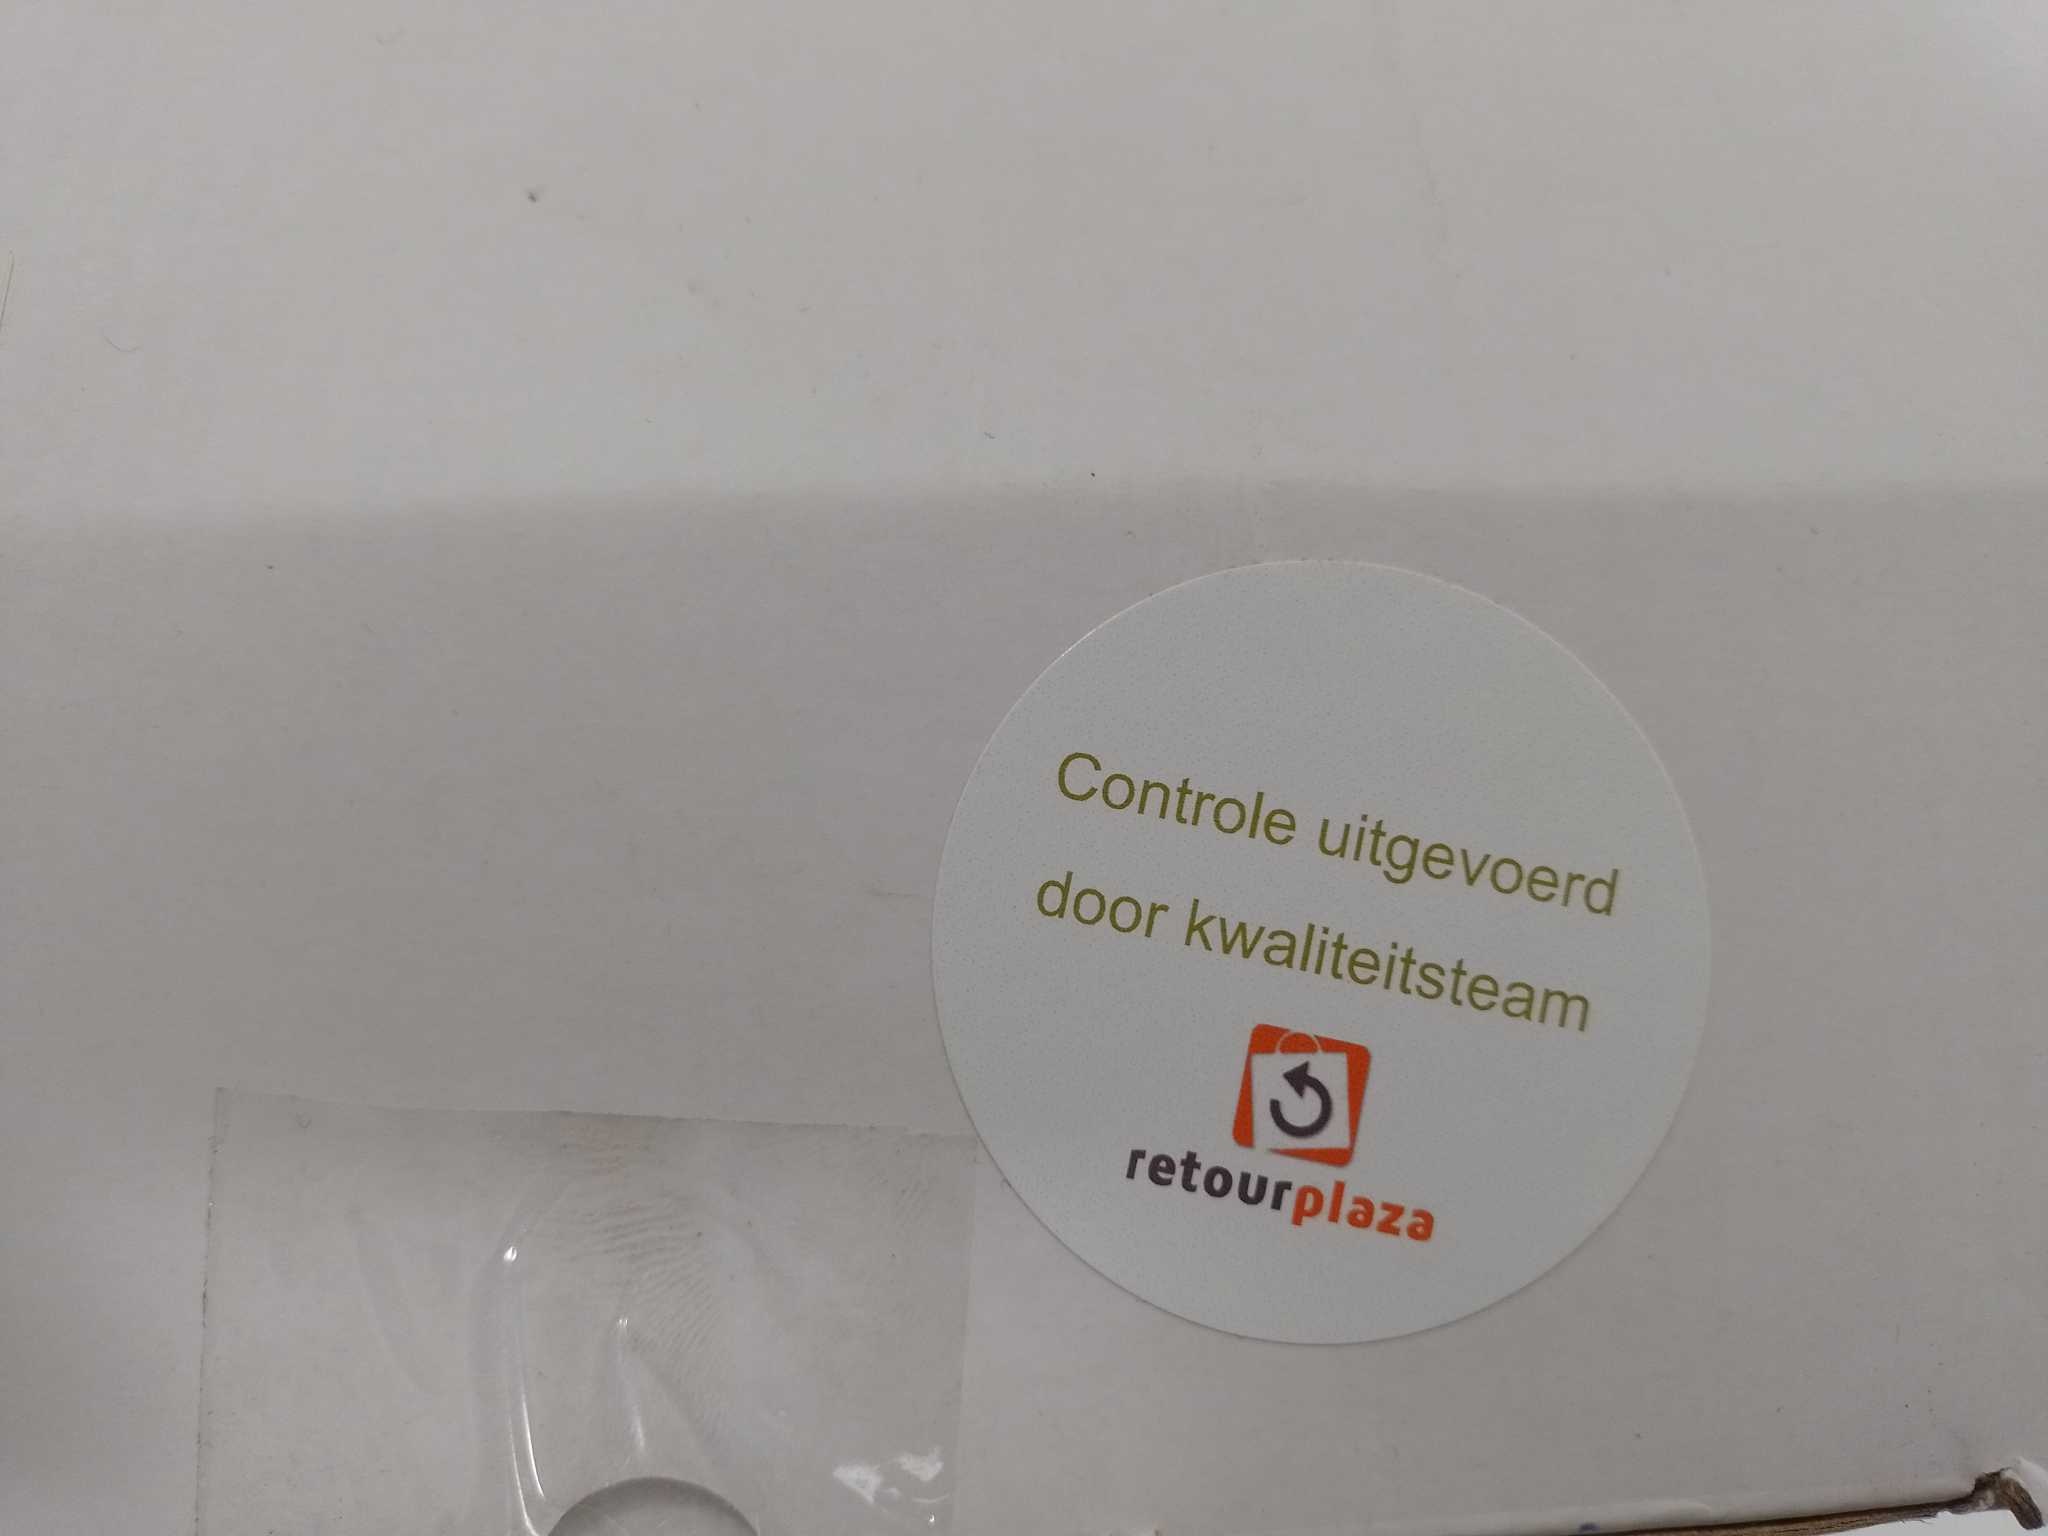 Controle uitgevoerd
door kwaliteitsteam
retourplaza